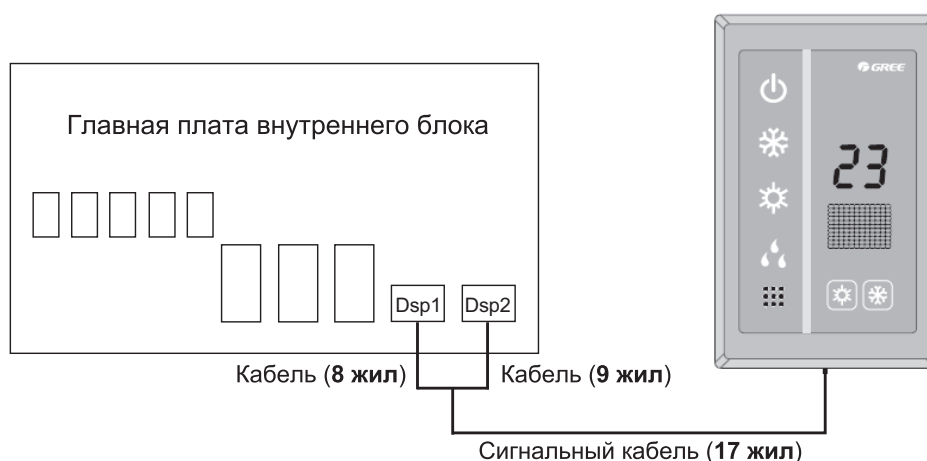 GREE
Главная плата внутреннего блока
23
Dsp1 Dsp2
Кабель (8 жил) Кабель (9 жил)
Сигнальный кабель (17 жил)